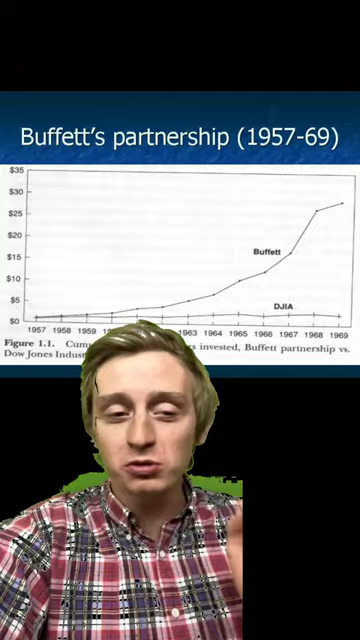 Buffett's partnership (1957-69)
$35
$30
$25
$20
$15
$10
$5
$0
Buffett
DJIA
1957 1958 1959 1963 1964 1965 1966 1967 1968 1969
Figure 1.1. invested, Buffett partnership vs.
Dow Jones